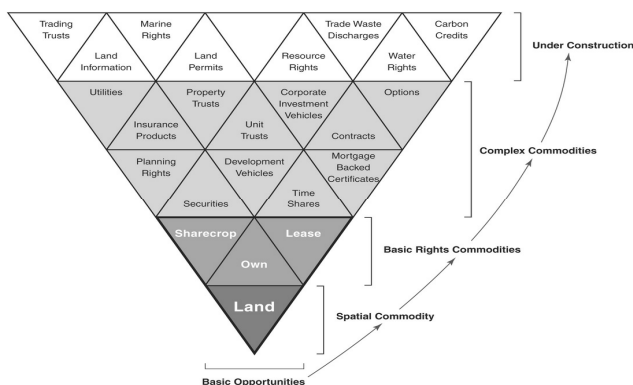 Trading
Trusts
Marine
Rights
Trade Waste
Discharges
Carbon
Credits
Land
Information
Land
Permits
Resource
Rights
Water
Rights
Under Construction
Utilities
Property
Trusts
Corporate
Investment
Vehicles
Options
Insurance
Products
Unit
Trusts
Contracts
Complex Commodities
Planning
Rights
Development
Vehicles
Mortgage
Backed
Certificates
Securities
Time
Shares
Sharecrop
Lease
Own
Basic Rights Commodities
Land
Spatial Commodity
Basic Opportunities